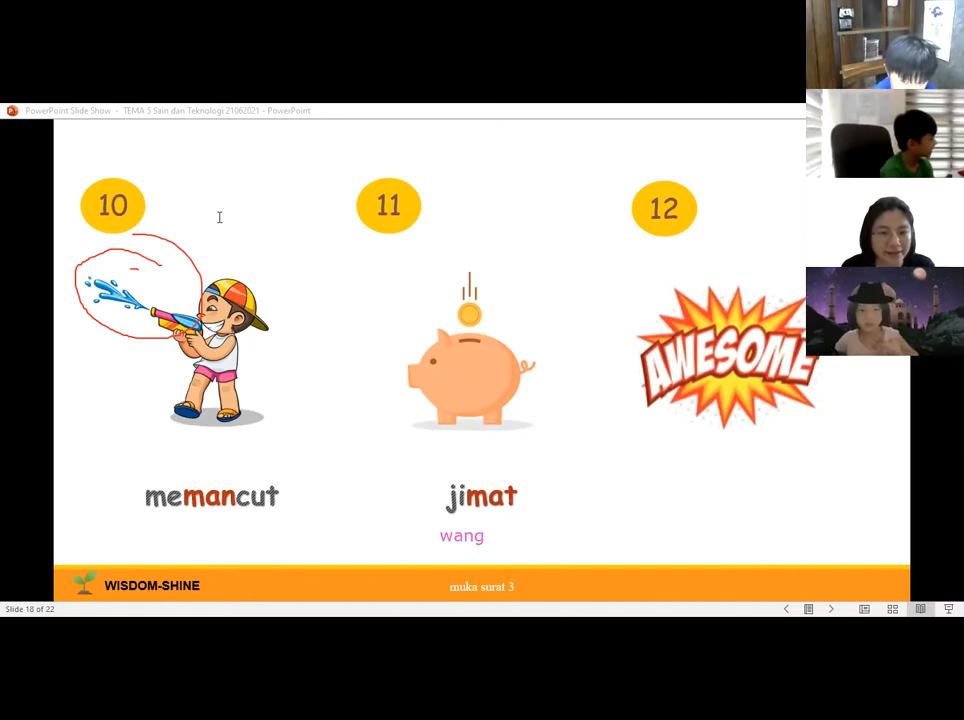 PowerPoint Slide Show - TEMA 5 Sain dan Teknologi 21062021 - PowerPoint
10
11
12
AWESOME
memancut
jimat
wang
WISDOM-SHINE
muka surat 3
Slide 18 of 22